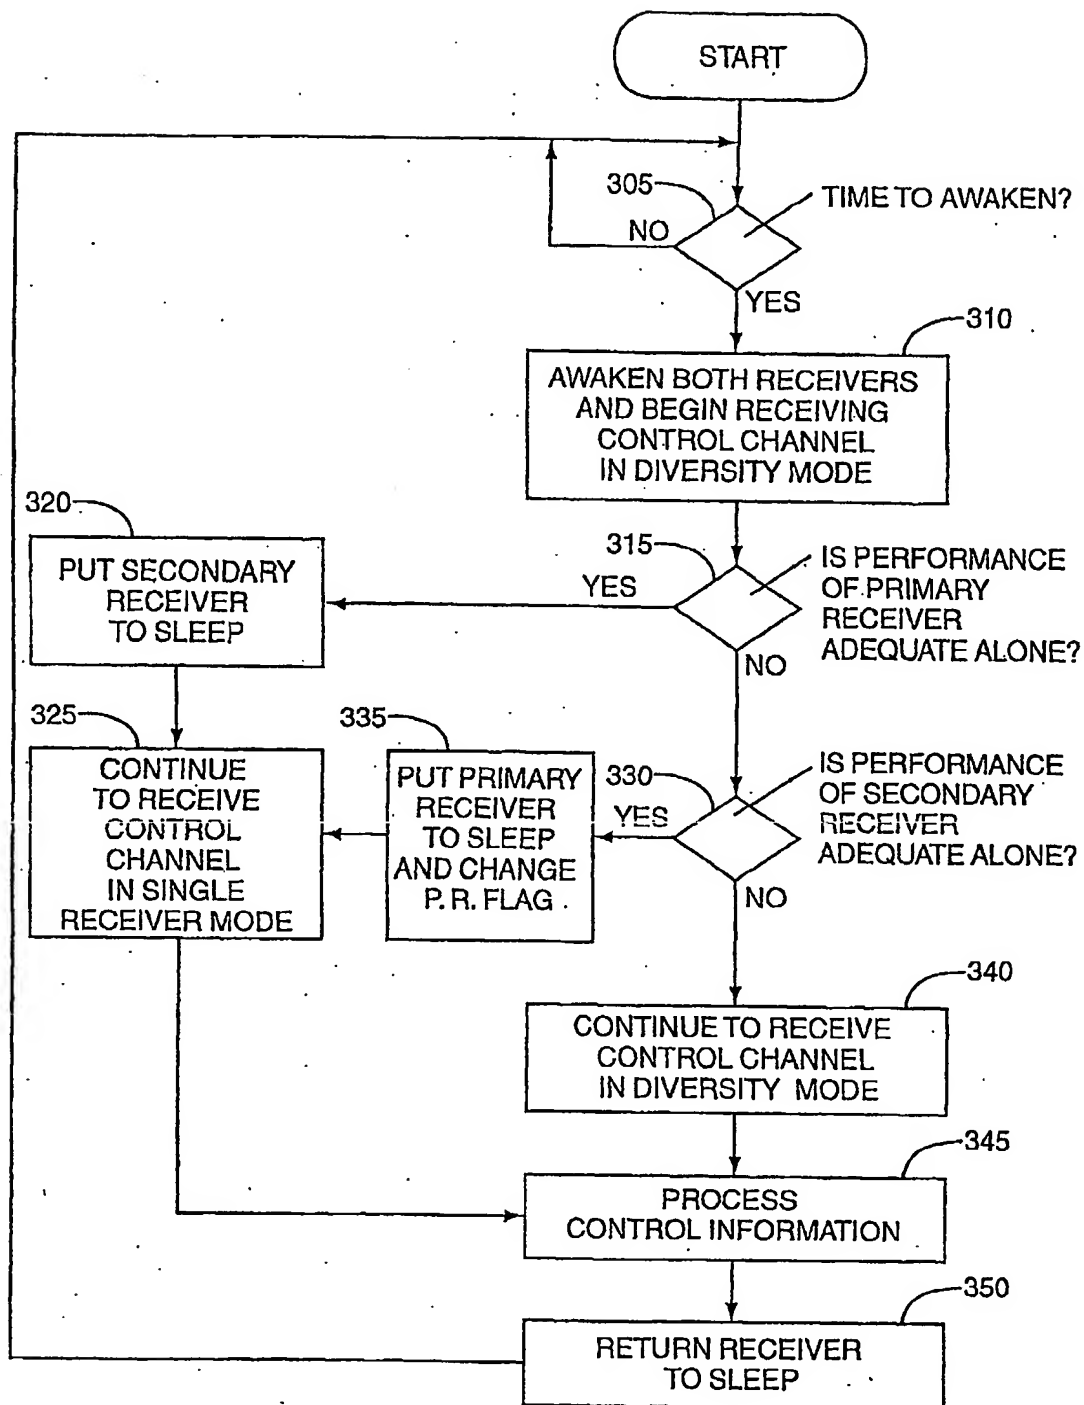 START
305
TIME TO AWAKEN?
NO
YES
310
AWAKEN BOTH RECEIVERS
AND BEGIN RECEIVING
CONTROL CHANNEL
IN DIVERSITY MODE
320
PUT SECONDARY
RECEIVER
TO SLEEP
315
YES
IS PERFORMANCE
OF PRIMARY
RECEIVER
ADEQUATE ALONE?
NO
325
CONTINUE
TO RECEIVE
CONTROL
CHANNEL
IN SINGLE
RECEIVER MODE
335
PUT PRIMARY
RECEIVER
TO SLEEP
AND CHANGE
P. R. FLAG
330
YES
IS PERFORMANCE
OF SECONDARY
RECEIVER
ADEQUATE ALONE?
NO
340
CONTINUE TO RECEIVE
CONTROL CHANNEL
IN DIVERSITY MODE
345
PROCESS
CONTROL INFORMATION
350
RETURN RECEIVER
TO SLEEP